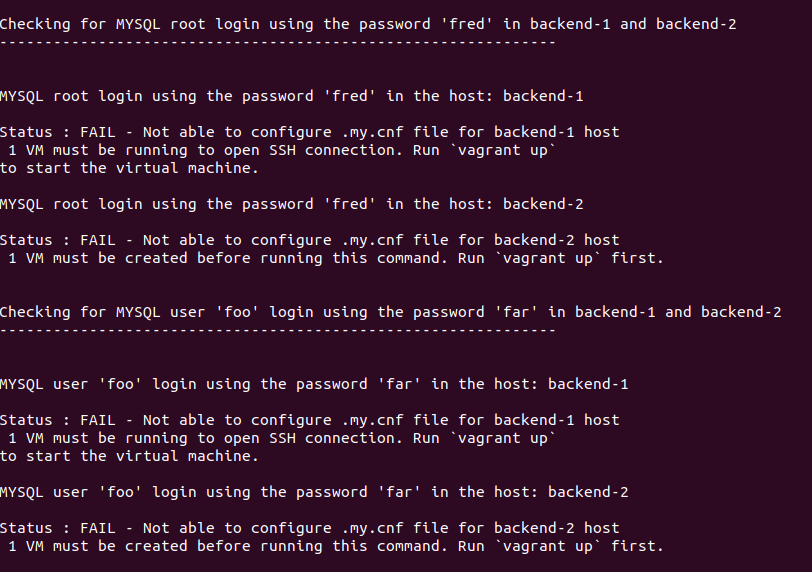 Checking for MYSQL root login using the password 'fred' in backend-1 and backend-2
--------------------------------------------------------------
MYSQL root login using the password 'fred' in the host: backend-1
Status : FAIL - Not able to configure .my.cnf file for backend-1 host
1 VM must be running to open SSH connection. Run `vagrant up`
to start the virtual machine.
MYSQL root login using the password 'fred' in the host: backend-2
Status : FAIL - Not able to configure .my.cnf file for backend-2 host
1 VM must be created before running this command. Run `vagrant up` first.
Checking for MYSQL user 'foo' login using the password 'far' in backend-1 and backend-2
--------------------------------------------------------------
MYSQL user 'foo' login using the password 'far' in the host: backend-1
Status : FAIL - Not able to configure .my.cnf file for backend-1 host
1 VM must be running to open SSH connection. Run `vagrant up`
to start the virtual machine.
MYSQL user 'foo' login using the password 'far' in the host: backend-2
Status : FAIL - Not able to configure .my.cnf file for backend-2 host
1 VM must be created before running this command. Run `vagrant up` first.